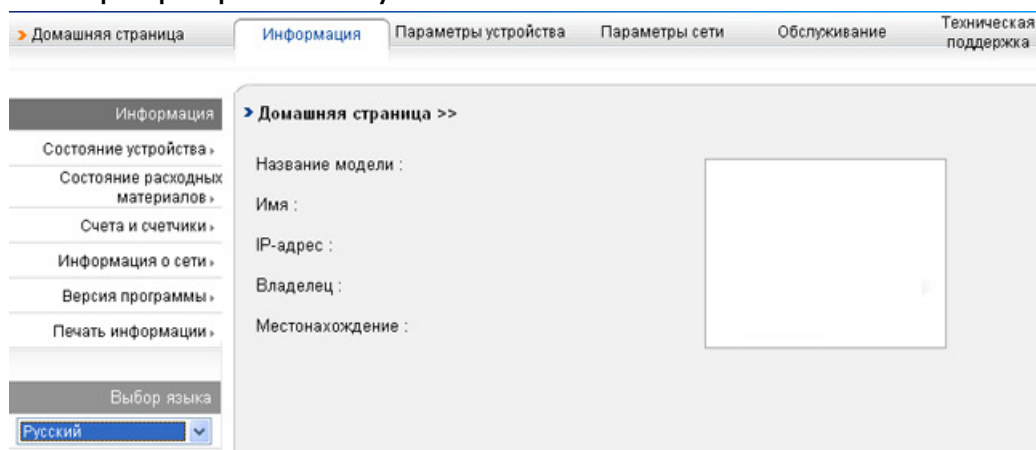 Домашняя страница
Информация
Параметры устройства
Параметры сети
Обслуживание
Техническая
поддержка
Информация
Состояние устройства
Состояние расходных
материалов
Счета и счетчики
Информация о сети
Версия программы
Печать информации
Выбор языка
Русский
Домашняя страница >>
Название модели :
Имя :
IP-адрес :
Владелец :
Местонахождение :